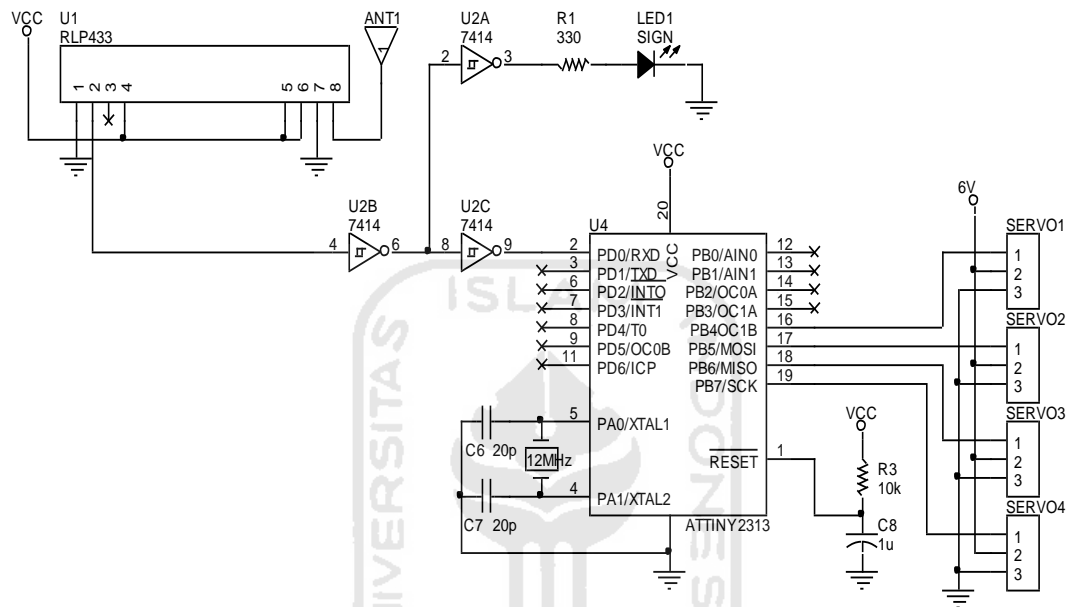 VCC
U1
RLP433
ANT1
1
1 2 3 4 5 6 7 8
U2A
7414
2 3
R1
330
LED1
SIGN
U2B
7414
4 6
U2C
7414
8 9
VCC
20
U4
VCC
2 PD0/RXD
3 PD1/TXD
6 PD2/INTO
7 PD3/INT1
8 PD4/T0
9 PD5/OC0B
11 PD6/ICP
5 PA0/XTAL1
4 PA1/XTAL2
PB0/AIN0 12
PB1/AIN1 13
PB2/OC0A 14
PB3/OC1A 15
PB4OC1B 16
PB5/MOSI 17
PB6/MISO 18
PB7/SCK 19
RESET 1
ATTINY2313
C6 20p
12MHz
C7 20p
VCC
R3
10k
C8
1u
6V
SERVO1
1
2
3
SERVO2
1
2
3
SERVO3
1
2
3
SERVO4
1
2
3